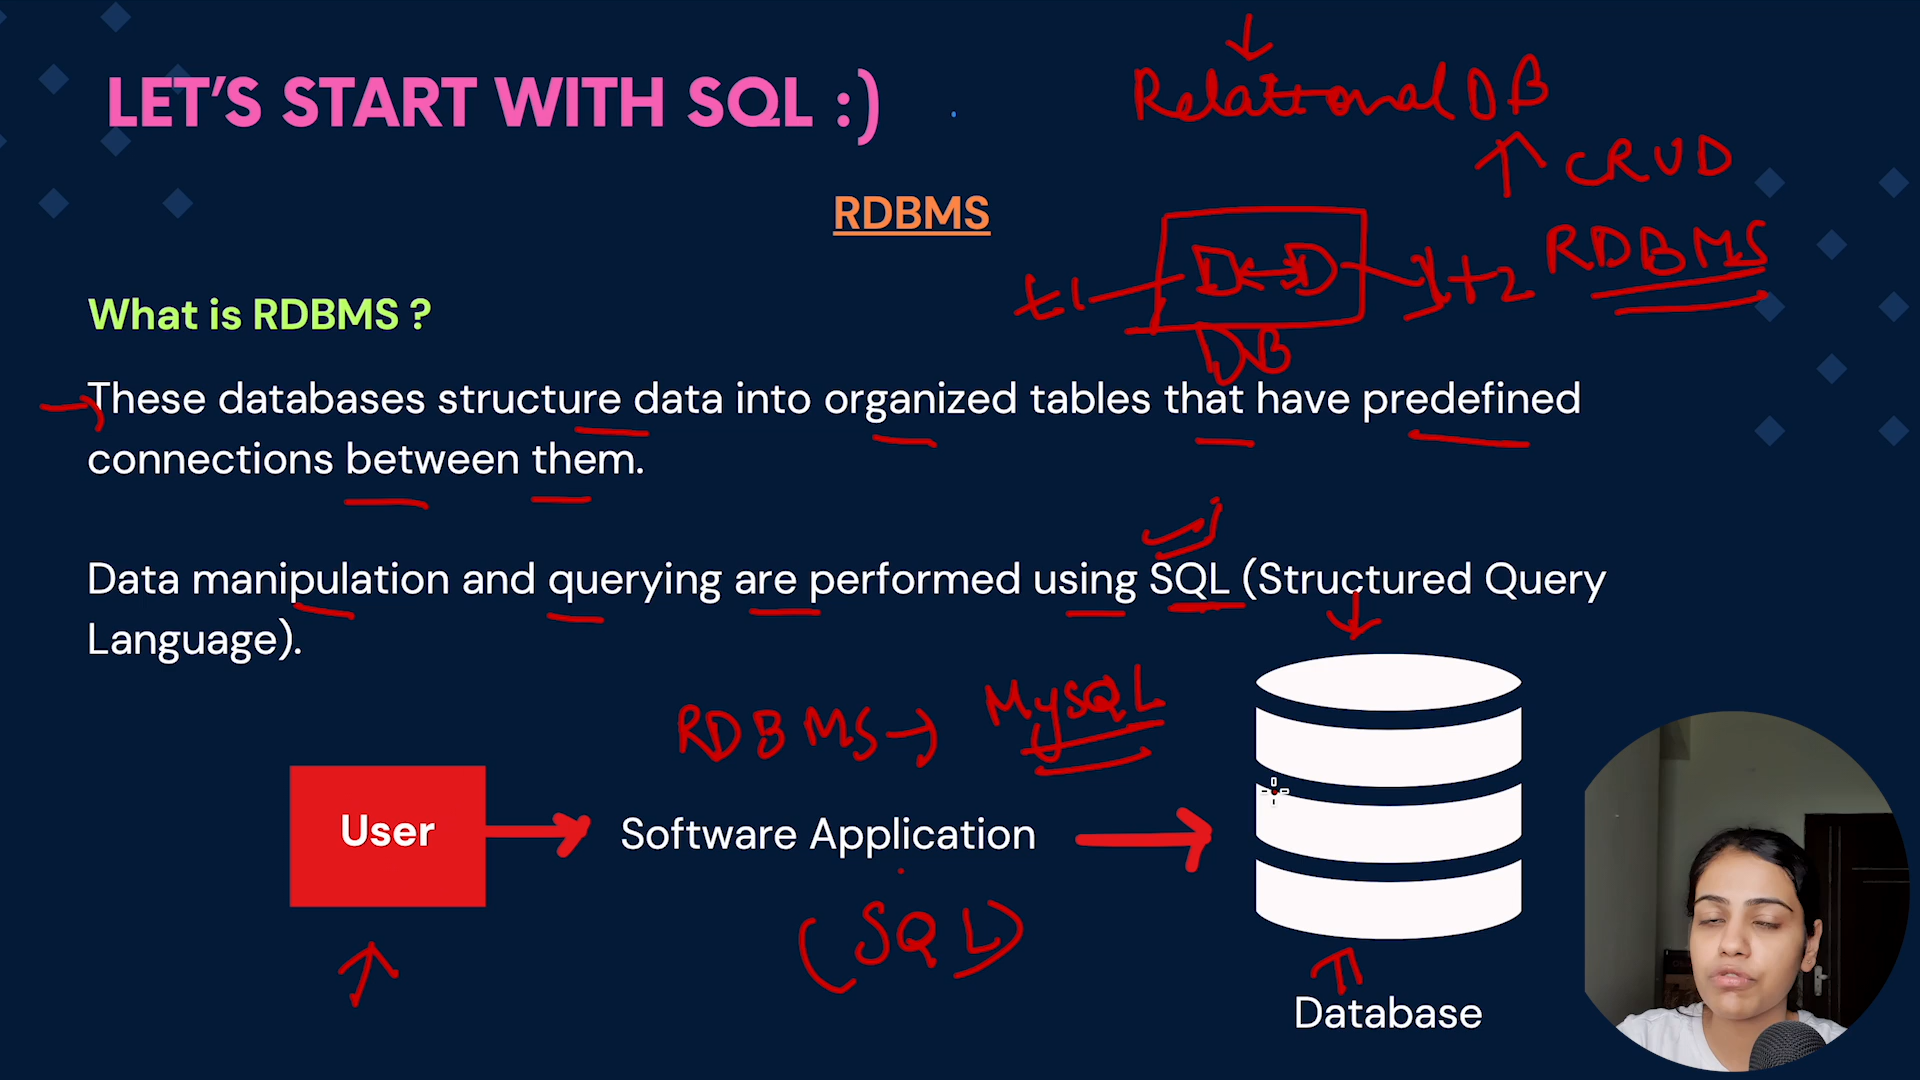 LET'S START WITH SQL :)
Relational DB
CRUD
RDBMS
RDBMS
t1 D D t2
DB
What is RDBMS ?
These databases structure data into organized tables that have predefined
connections between them.
Data manipulation and querying are performed using SQL (Structured Query
Language).
RDBMS → MySQL
User
Software Application
(SQL)
Database